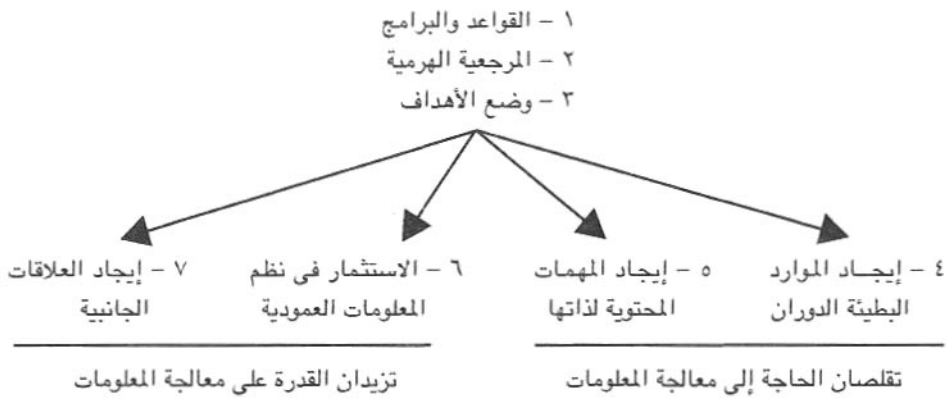 ١ – القواعد والبرامج
٢ – المرجعية الهرمية
٣ – وضع الأهداف
٤ – إيجـــاد الموارد
البطيئة الدوران
٥ – إيجاد المهمات
المحتوية لذاتها
٦ – الاستثمار فى نظم
المعلومات العمودية
٧ – إيجاد العلاقات
الجانبية
تقلصان الحاجة إلى معالجة المعلومات
تزيدان القدرة على معالجة المعلومات